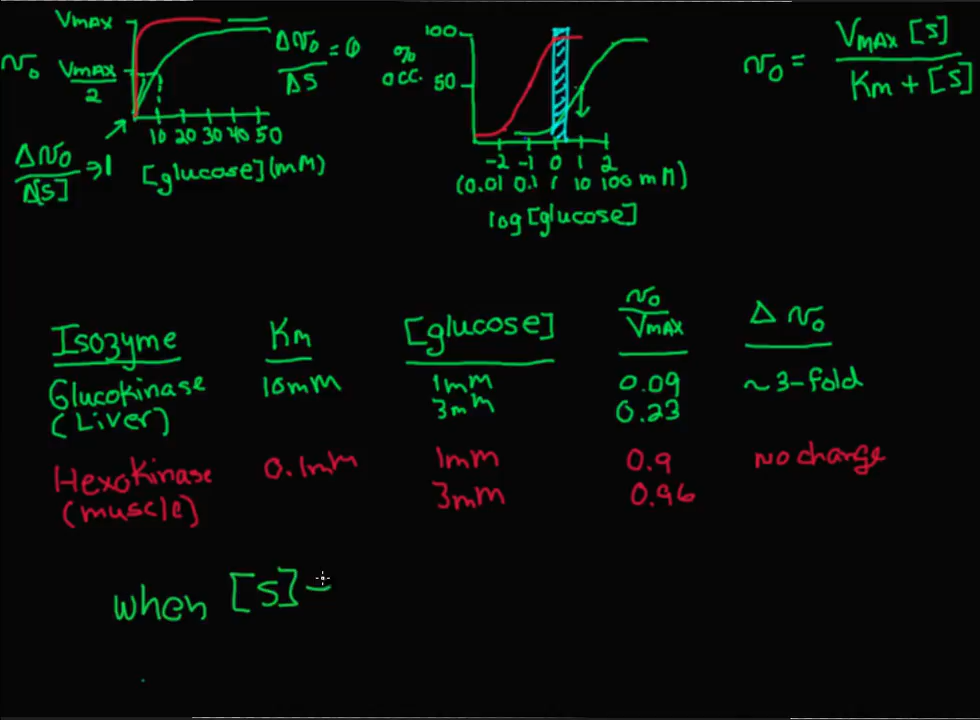 Vmax
v₀
Vmax/2
Δv₀/ΔS = 0
10 20 30 40 50
[glucose](mM)
Δv₀/Δ[S] → 1
% occ.
100
50
-2 -1 0 1 2
(0.01 0.1 1 10 100 mM)
log[glucose]
v₀ = Vmax [S] / Km + [S]
Isozyme Km [glucose] v₀/Vmax Δ v₀
Glucokinase 10mM 1mM 0.09 ~3-fold
(Liver) 3mM 0.23
Hexokinase 0.1mM 1mM 0.9 no change
(muscle) 3mM 0.96
when [S] –